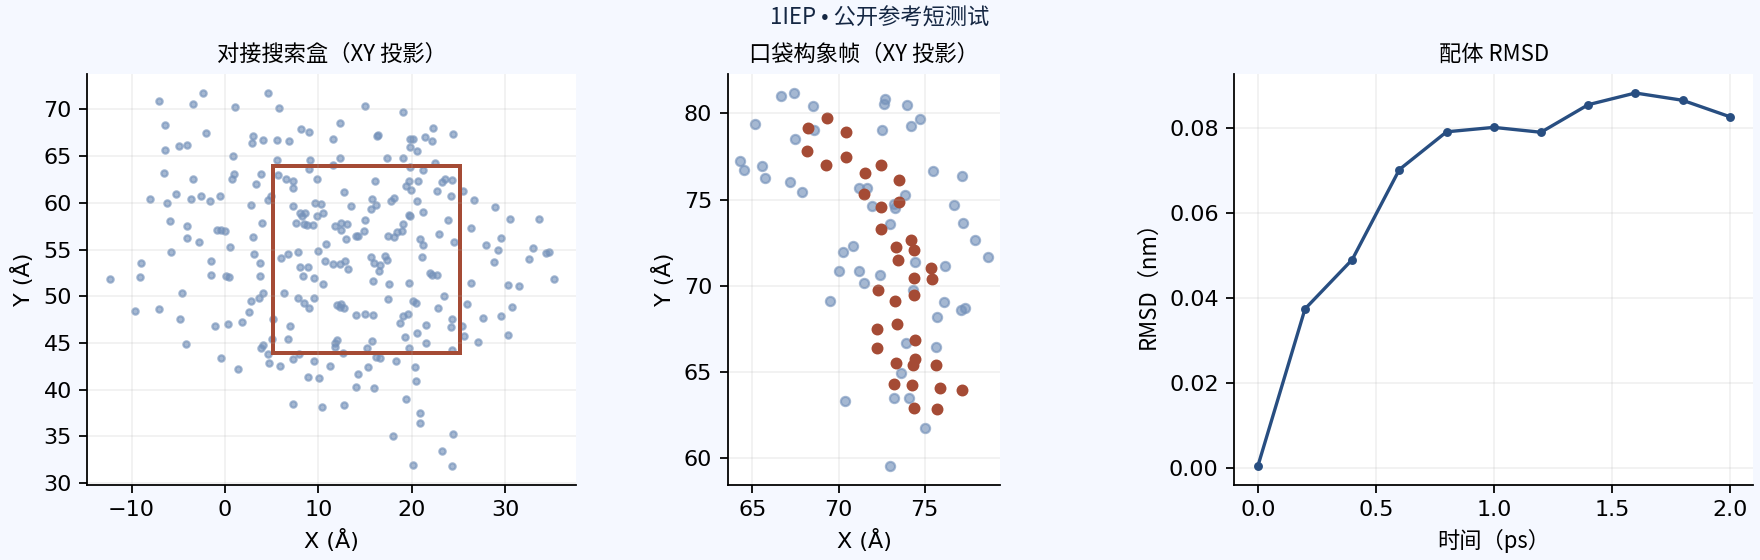 1IEP • 公开参考短测试
对接搜索盒（XY 投影）
70
65
60
55
50
45
40
35
30
Y (Å)
−10 0 10 20 30
X (Å)
口袋构象帧（XY 投影）
80
75
70
65
60
Y (Å)
65 70 75
X (Å)
配体 RMSD
0.08
0.06
0.04
0.02
0.00
RMSD（nm）
0.0 0.5 1.0 1.5 2.0
时间（ps）